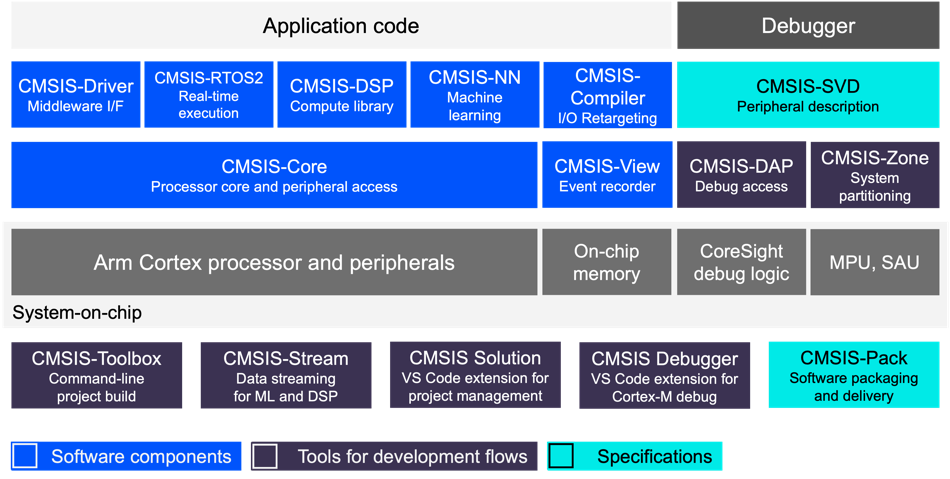 Application code
Debugger
CMSIS-Driver
Middleware I/F
CMSIS-RTOS2
Real-time
execution
CMSIS-DSP
Compute library
CMSIS-NN
Machine
learning
CMSIS-
Compiler
I/O Retargeting
CMSIS-SVD
Peripheral description
CMSIS-Core
Processor core and peripheral access
CMSIS-View
Event recorder
CMSIS-DAP
Debug access
CMSIS-Zone
System
partitioning
Arm Cortex processor and peripherals
On-chip
memory
CoreSight
debug logic
MPU, SAU
System-on-chip
CMSIS-Toolbox
Command-line
project build
CMSIS-Stream
Data streaming
for ML and DSP
CMSIS Solution
VS Code extension for
project management
CMSIS Debugger
VS Code extension for
Cortex-M debug
CMSIS-Pack
Software packaging
and delivery
Software components
Tools for development flows
Specifications